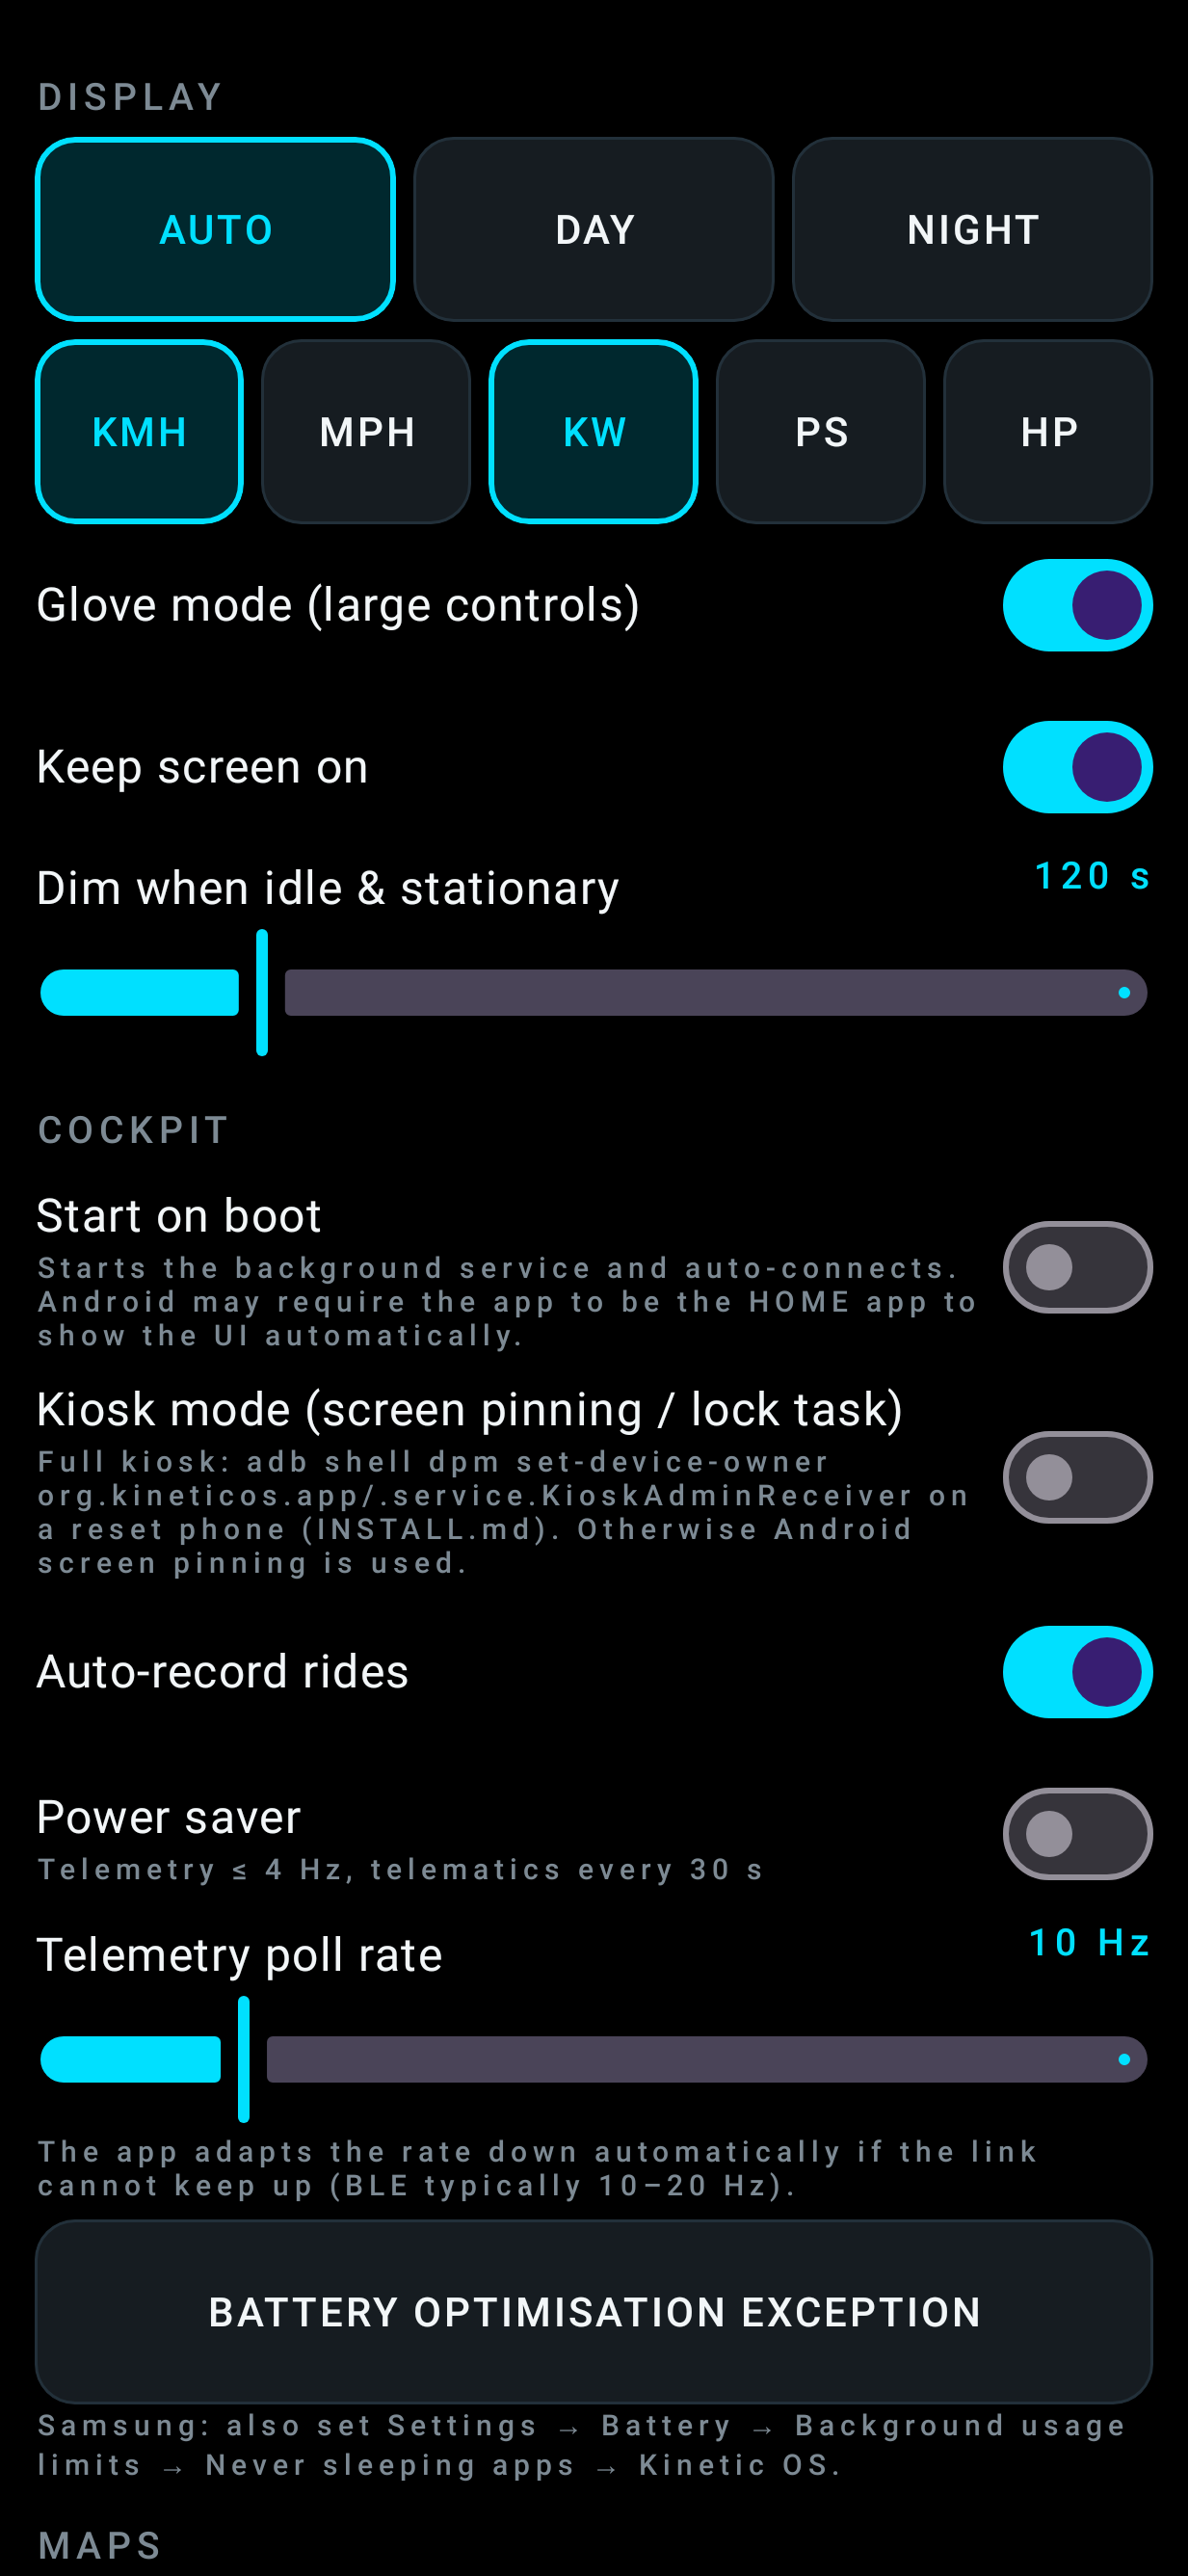 DISPLAY
AUTO DAY NIGHT
KMH MPH KW PS HP
Glove mode (large controls)
Keep screen on
Dim when idle & stationary 120 s
COCKPIT
Start on boot
Starts the background service and auto-connects.
Android may require the app to be the HOME app to
show the UI automatically.
Kiosk mode (screen pinning / lock task)
Full kiosk: adb shell dpm set-device-owner
org.kineticos.app/.service.KioskAdminReceiver on
a reset phone (INSTALL.md). Otherwise Android
screen pinning is used.
Auto-record rides
Power saver
Telemetry ≤ 4 Hz, telematics every 30 s
Telemetry poll rate 10 Hz
The app adapts the rate down automatically if the link
cannot keep up (BLE typically 10–20 Hz).
BATTERY OPTIMISATION EXCEPTION
Samsung: also set Settings → Battery → Background usage
limits → Never sleeping apps → Kinetic OS.
MAPS